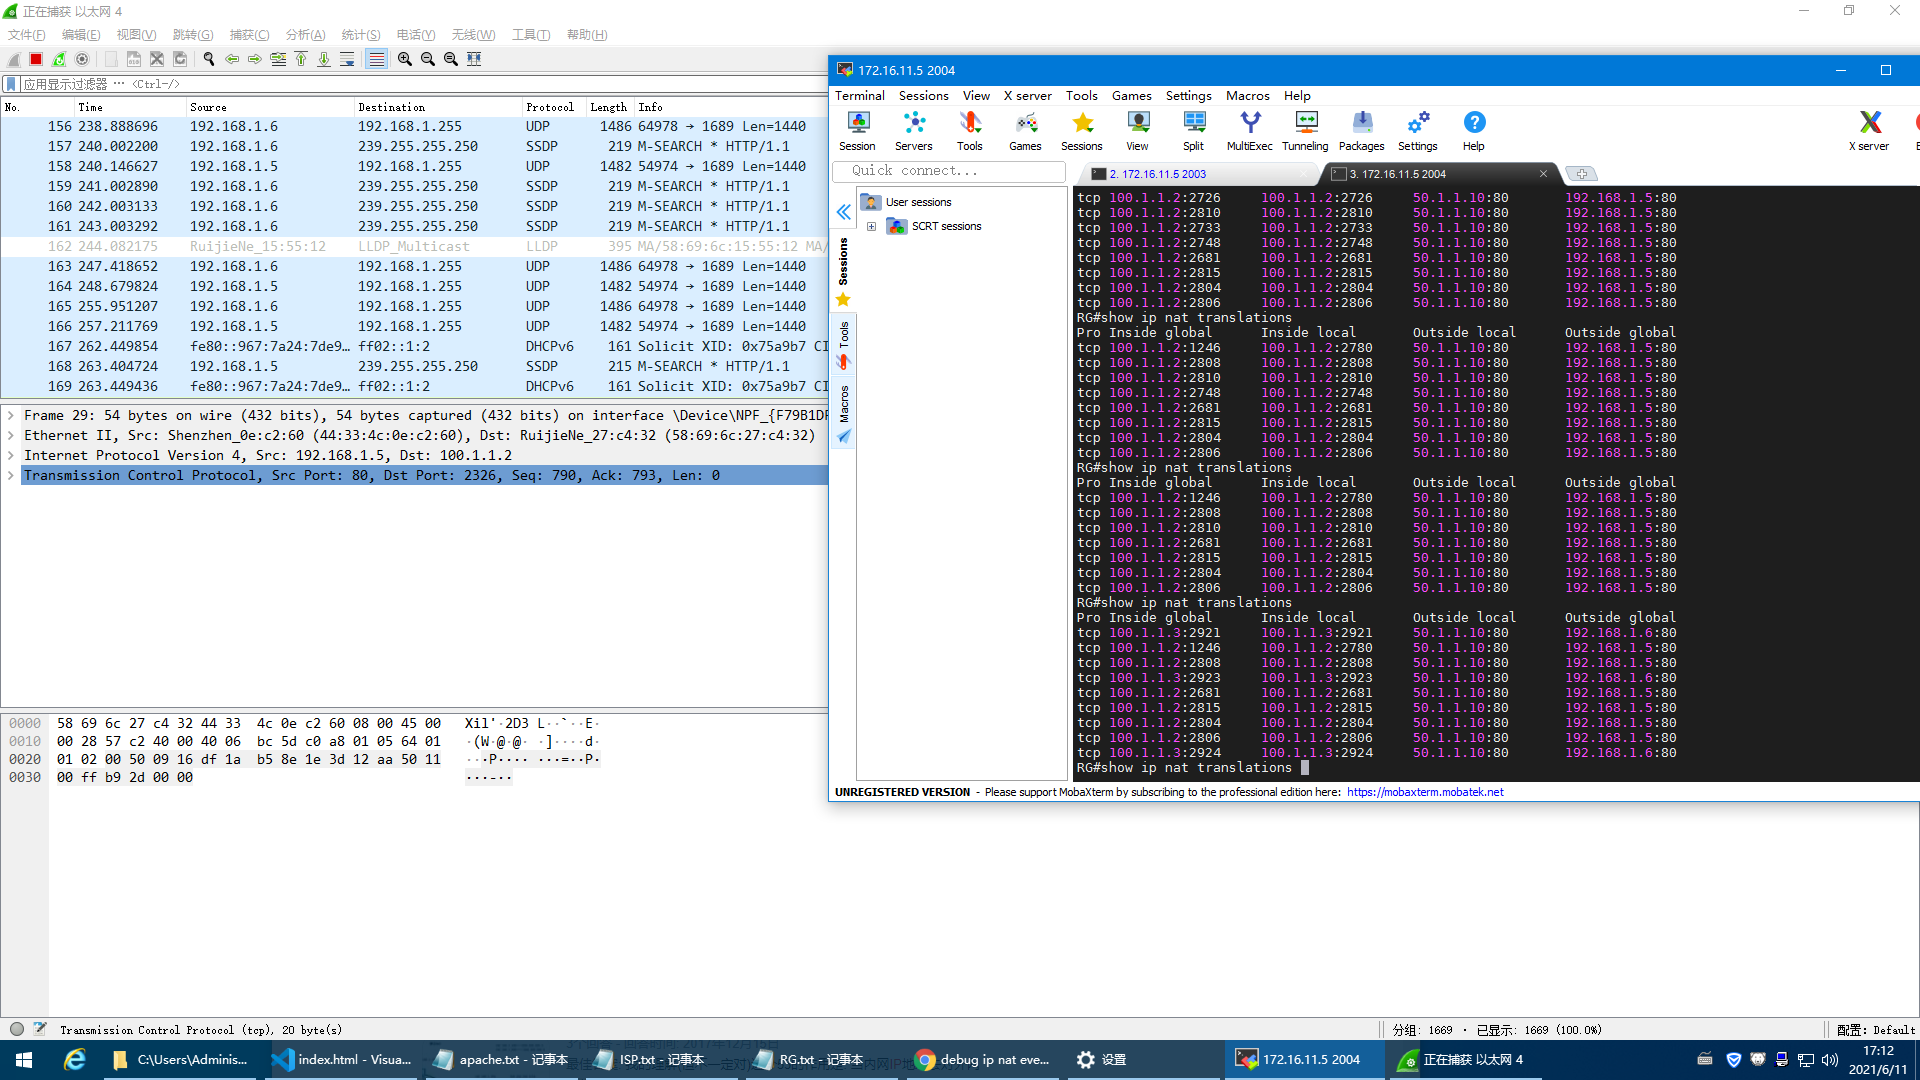 正在捕获 以太网 4
文件(F) 编辑(E) 视图(V) 跳转(G) 捕获(C) 分析(A) 统计(S) 电话(Y) 无线(W) 工具(T) 帮助(H)
应用显示过滤器 … <Ctrl-/>
No. Time Source Destination Protocol Length Info
156 238.888696 192.168.1.6 192.168.1.255 UDP 1486 64978 → 1689 Len=1440
157 240.002200 192.168.1.6 239.255.255.250 SSDP 219 M-SEARCH * HTTP/1.1
158 240.146627 192.168.1.5 192.168.1.255 UDP 1482 54974 → 1689 Len=1440
159 241.002890 192.168.1.6 239.255.255.250 SSDP 219 M-SEARCH * HTTP/1.1
160 242.003133 192.168.1.6 239.255.255.250 SSDP 219 M-SEARCH * HTTP/1.1
161 243.003292 192.168.1.6 239.255.255.250 SSDP 219 M-SEARCH * HTTP/1.1
162 244.082175 RuijieNe_15:55:12 LLDP_Multicast LLDP 395 MA/58:69:6c:15:55:12 MA/
163 247.418652 192.168.1.6 192.168.1.255 UDP 1486 64978 → 1689 Len=1440
164 248.679824 192.168.1.5 192.168.1.255 UDP 1482 54974 → 1689 Len=1440
165 255.951207 192.168.1.6 192.168.1.255 UDP 1486 64978 → 1689 Len=1440
166 257.211769 192.168.1.5 192.168.1.255 UDP 1482 54974 → 1689 Len=1440
167 262.449854 fe80::967:7a24:7de9… ff02::1:2 DHCPv6 161 Solicit XID: 0x75a9b7 CI
168 263.404724 192.168.1.5 239.255.255.250 SSDP 215 M-SEARCH * HTTP/1.1
169 263.449436 fe80::967:7a24:7de9… ff02::1:2 DHCPv6 161 Solicit XID: 0x75a9b7 CI
Frame 29: 54 bytes on wire (432 bits), 54 bytes captured (432 bits) on interface \Device\NPF_{F79B1DF
Ethernet II, Src: Shenzhen_0e:c2:60 (44:33:4c:0e:c2:60), Dst: RuijieNe_27:c4:32 (58:69:6c:27:c4:32)
Internet Protocol Version 4, Src: 192.168.1.5, Dst: 100.1.1.2
Transmission Control Protocol, Src Port: 80, Dst Port: 2326, Seq: 790, Ack: 793, Len: 0
0000 58 69 6c 27 c4 32 44 33 4c 0e c2 60 08 00 45 00 Xil'·2D3 L··`··E·
0010 00 28 57 c2 40 00 40 06 bc 5d c0 a8 01 05 64 01 ·(W·@·@· ·]····d·
0020 01 02 00 50 09 16 df 1a b5 8e 1e 3d 12 aa 50 11 ···P···· ···=··P·
0030 00 ff b9 2d 00 00 ···-··
Transmission Control Protocol (tcp), 20 byte(s)
分组: 1669 · 已显示: 1669 (100.0%)
配置: Default
172.16.11.5 2004
Terminal Sessions View X server Tools Games Settings Macros Help
Session Servers Tools Games Sessions View Split MultiExec Tunneling Packages Settings Help X server
Quick connect...
2. 172.16.11.5 2003
3. 172.16.11.5 2004
Sessions
Tools
Macros
User sessions
SCRT sessions
tcp 100.1.1.2:2726 100.1.1.2:2726 50.1.1.10:80 192.168.1.5:80
tcp 100.1.1.2:2810 100.1.1.2:2810 50.1.1.10:80 192.168.1.5:80
tcp 100.1.1.2:2733 100.1.1.2:2733 50.1.1.10:80 192.168.1.5:80
tcp 100.1.1.2:2748 100.1.1.2:2748 50.1.1.10:80 192.168.1.5:80
tcp 100.1.1.2:2681 100.1.1.2:2681 50.1.1.10:80 192.168.1.5:80
tcp 100.1.1.2:2815 100.1.1.2:2815 50.1.1.10:80 192.168.1.5:80
tcp 100.1.1.2:2804 100.1.1.2:2804 50.1.1.10:80 192.168.1.5:80
tcp 100.1.1.2:2806 100.1.1.2:2806 50.1.1.10:80 192.168.1.5:80
RG#show ip nat translations
Pro Inside global Inside local Outside local Outside global
tcp 100.1.1.2:1246 100.1.1.2:2780 50.1.1.10:80 192.168.1.5:80
tcp 100.1.1.2:2808 100.1.1.2:2808 50.1.1.10:80 192.168.1.5:80
tcp 100.1.1.2:2810 100.1.1.2:2810 50.1.1.10:80 192.168.1.5:80
tcp 100.1.1.2:2748 100.1.1.2:2748 50.1.1.10:80 192.168.1.5:80
tcp 100.1.1.2:2681 100.1.1.2:2681 50.1.1.10:80 192.168.1.5:80
tcp 100.1.1.2:2815 100.1.1.2:2815 50.1.1.10:80 192.168.1.5:80
tcp 100.1.1.2:2804 100.1.1.2:2804 50.1.1.10:80 192.168.1.5:80
tcp 100.1.1.2:2806 100.1.1.2:2806 50.1.1.10:80 192.168.1.5:80
RG#show ip nat translations
Pro Inside global Inside local Outside local Outside global
tcp 100.1.1.2:1246 100.1.1.2:2780 50.1.1.10:80 192.168.1.5:80
tcp 100.1.1.2:2808 100.1.1.2:2808 50.1.1.10:80 192.168.1.5:80
tcp 100.1.1.2:2810 100.1.1.2:2810 50.1.1.10:80 192.168.1.5:80
tcp 100.1.1.2:2681 100.1.1.2:2681 50.1.1.10:80 192.168.1.5:80
tcp 100.1.1.2:2815 100.1.1.2:2815 50.1.1.10:80 192.168.1.5:80
tcp 100.1.1.2:2804 100.1.1.2:2804 50.1.1.10:80 192.168.1.5:80
tcp 100.1.1.2:2806 100.1.1.2:2806 50.1.1.10:80 192.168.1.5:80
RG#show ip nat translations
Pro Inside global Inside local Outside local Outside global
tcp 100.1.1.3:2921 100.1.1.3:2921 50.1.1.10:80 192.168.1.6:80
tcp 100.1.1.2:1246 100.1.1.2:2780 50.1.1.10:80 192.168.1.5:80
tcp 100.1.1.2:2808 100.1.1.2:2808 50.1.1.10:80 192.168.1.5:80
tcp 100.1.1.3:2923 100.1.1.3:2923 50.1.1.10:80 192.168.1.6:80
tcp 100.1.1.2:2681 100.1.1.2:2681 50.1.1.10:80 192.168.1.5:80
tcp 100.1.1.2:2815 100.1.1.2:2815 50.1.1.10:80 192.168.1.5:80
tcp 100.1.1.2:2804 100.1.1.2:2804 50.1.1.10:80 192.168.1.5:80
tcp 100.1.1.2:2806 100.1.1.2:2806 50.1.1.10:80 192.168.1.5:80
tcp 100.1.1.3:2924 100.1.1.3:2924 50.1.1.10:80 192.168.1.6:80
RG#show ip nat translations
UNREGISTERED VERSION - Please support MobaXterm by subscribing to the professional edition here: https://mobaxterm.mobatek.net
C:\Users\Adminis... index.html - Visua... apache.txt - 记事本 ISP.txt - 记事本 RG.txt - 记事本 debug ip nat eve... 设置 172.16.11.5 2004 正在捕获 以太网 4
17:12
2021/6/11